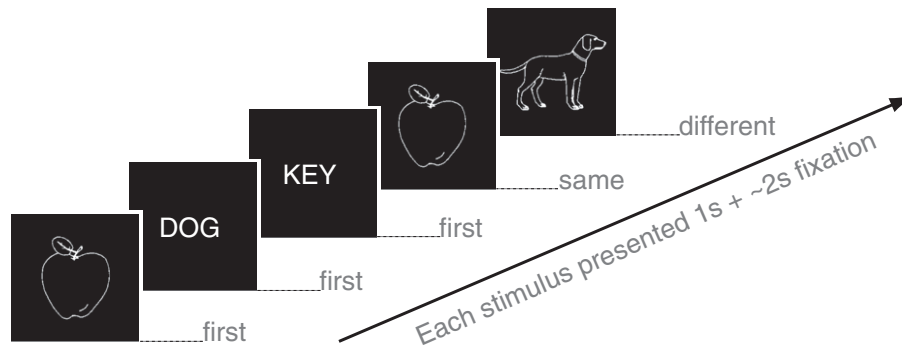 different
KEY
same
DOG
first
first
first
Each stimulus presented 1s + ~2s fixation